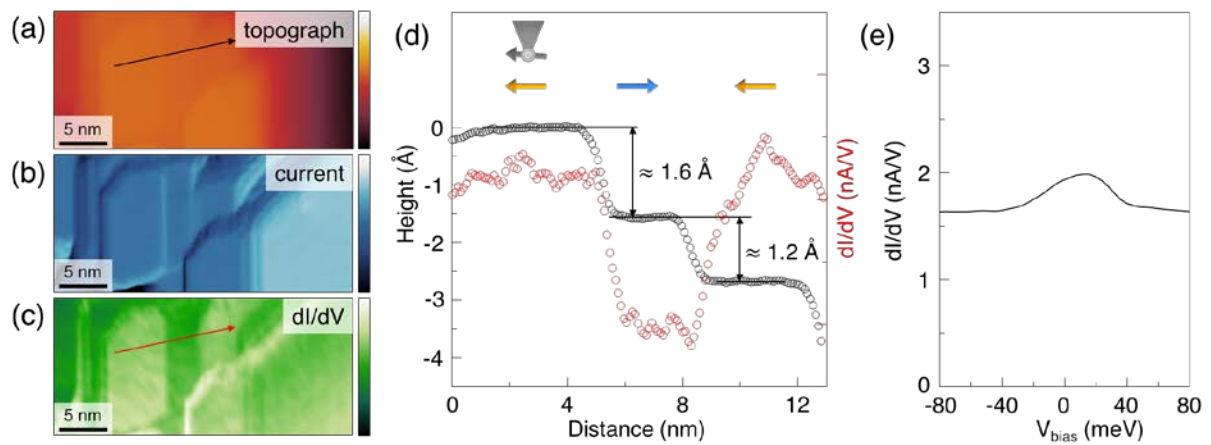 (a)
topograph
5 nm
(b)
current
5 nm
(c)
dI/dV
5 nm
(d)
0
-1
-2
-3
-4
Height (Å)
≈ 1.6 Å
≈ 1.2 Å
0
4
8
12
Distance (nm)
dI/dV (nA/V)
(e)
3
2
1
0
dI/dV (nA/V)
-80
-40
0
40
80
V_bias (meV)